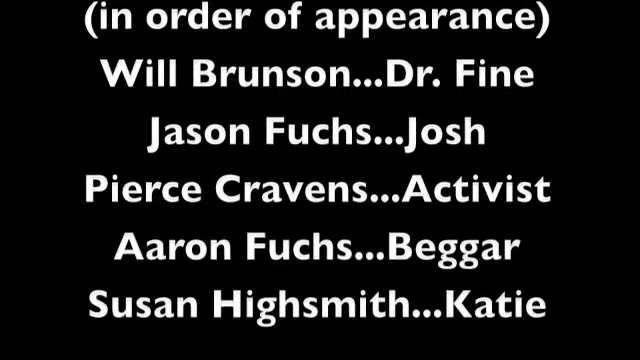 (in order of appearance)
Will Brunson...Dr. Fine
Jason Fuchs...Josh
Pierce Cravens...Activist
Aaron Fuchs...Beggar
Susan Highsmith...Katie